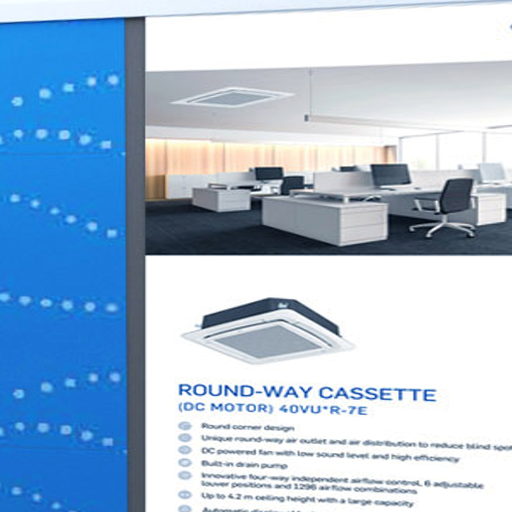 ROUND-WAY CASSETTE
(DC MOTOR) 40VU*R-7E
Round corner design
Unique round-way air outlet and air distribution to reduce blind spot
DC powered fan with low sound level and high efficiency
Built-in drain pump
Innovative four-way independent airflow control, 6 adjustable
louver positions and 1296 airflow combinations
Up to 4.2 m ceiling height with a large capacity
Automatic